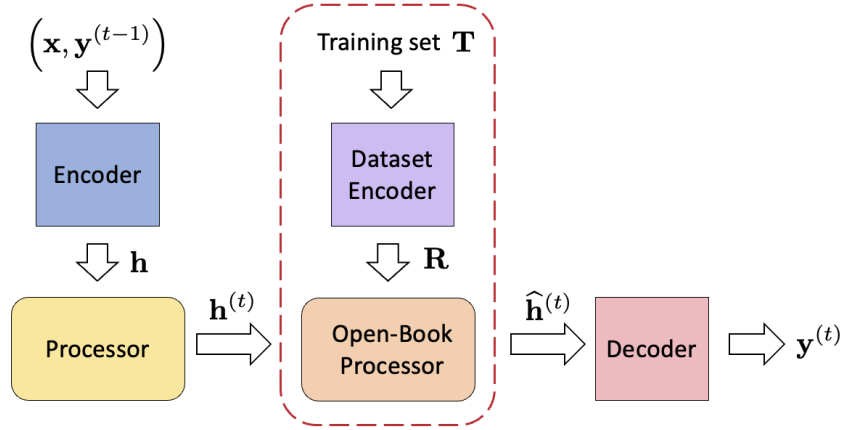 (x, y^(t−1))
Training set T
Encoder
Dataset
Encoder
h
R
h^(t)
ĥ^(t)
Processor
Open-Book
Processor
Decoder
y^(t)